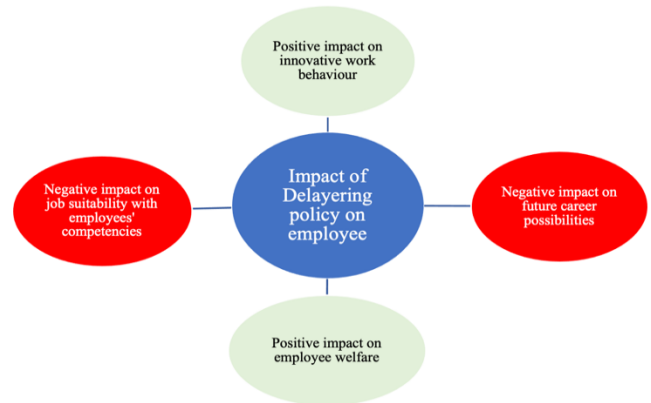 Positive impact on
innovative work
behaviour
Negative impact on
job suitability with
employees'
competencies
Impact of
Delayering
policy on
employee
Negative impact on
future career
possibilities
Positive impact on
employee welfare